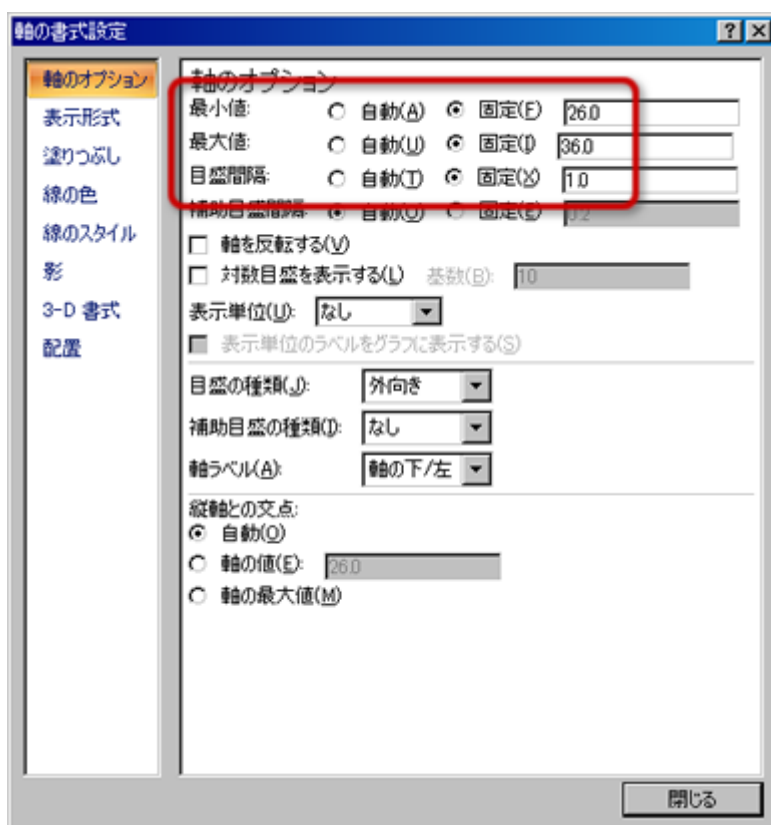 軸の書式設定
軸のオプション
表示形式
塗りつぶし
線の色
線のスタイル
影
3-D 書式
配置
軸のオプション
最小値: 自動(A) 固定(F) 26.0
最大値: 自動(U) 固定(I) 36.0
目盛間隔: 自動(T) 固定(X) 1.0
補助目盛間隔: 自動(O) 固定(E) 0.2
軸を反転する(V)
対数目盛を表示する(L) 基数(B): 10
表示単位(U): なし
表示単位のラベルをグラフに表示する(S)
目盛の種類(J): 外向き
補助目盛の種類(I): なし
軸ラベル(A): 軸の下/左
縦軸との交点:
自動(O)
軸の値(E): 26.0
軸の最大値(M)
閉じる